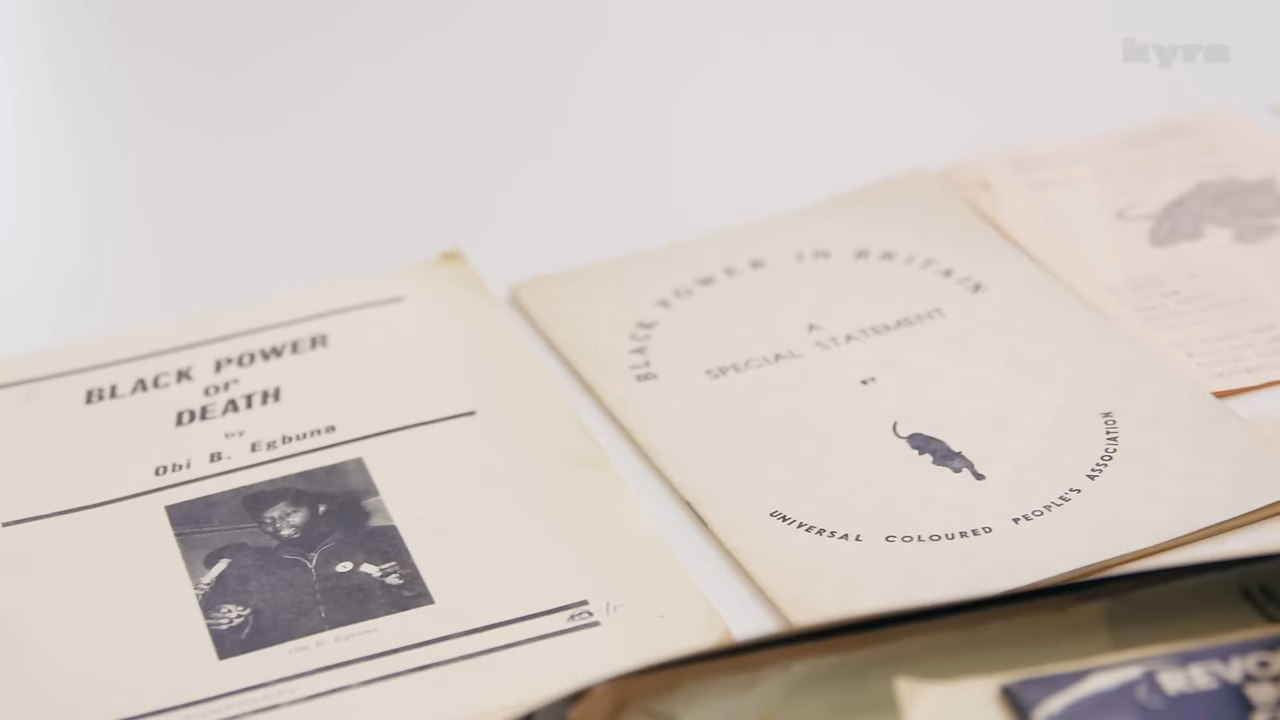 kyra
BLACK POWER
or
DEATH
by
Obi B. Egbuna
BLACK POWER IN BRITAIN
A
SPECIAL STATEMENT
BY
UNIVERSAL COLOURED PEOPLE'S ASSOCIATION